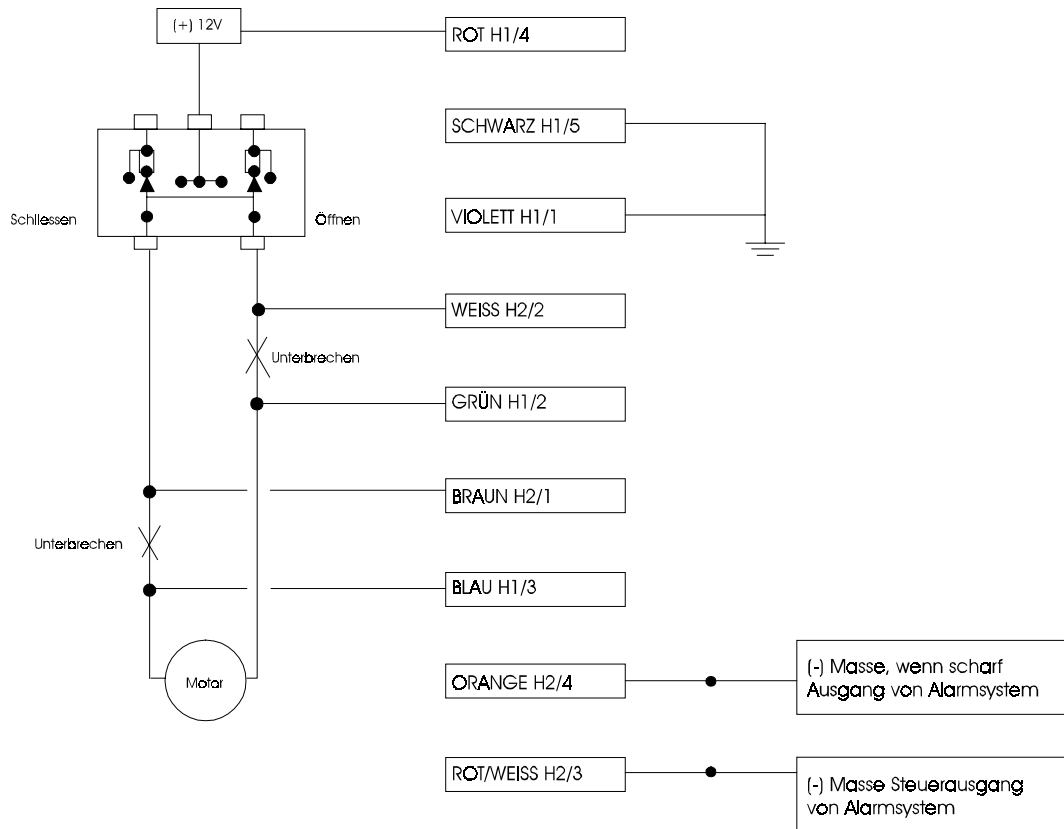 (+) 12V
ROT H1/4
SCHWARZ H1/5
Schliessen
Öffnen
VIOLETT H1/1
WEISS H2/2
Unterbrechen
GRÜN H1/2
BRAUN H2/1
Unterbrechen
BLAU H1/3
Motor
ORANGE H2/4
(-) Masse, wenn scharf
Ausgang von Alarmsystem
ROT/WEISS H2/3
(-) Masse Steuerausgang
von Alarmsystem